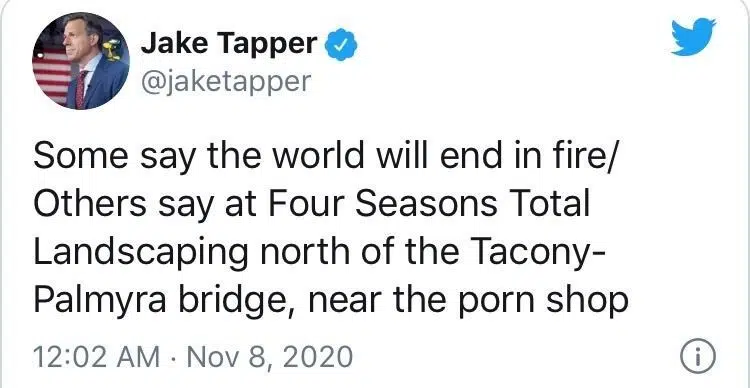 Jake Tapper
@jaketapper
Some say the world will end in fire/
Others say at Four Seasons Total
Landscaping north of the Tacony-
Palmyra bridge, near the porn shop
12:02 AM · Nov 8, 2020